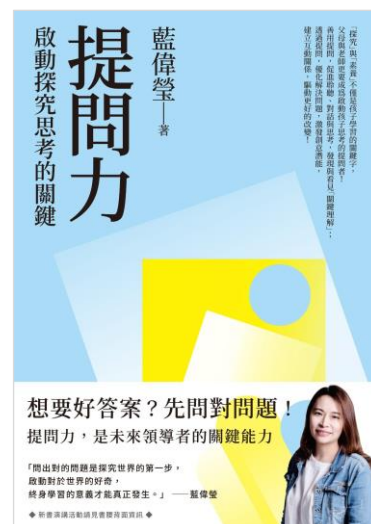 「探究」與「素養」不僅是孩子學習的關鍵字，
父母與老師更要成為啟動孩子思考的提問者！
善用提問，促進聆聽、對話與思考，發現與看見「關鍵理解」；
透過提問，優化解決問題，激發創意潛能，
建立互動關係，驅動更好的改變！
藍偉瑩──著
提問力
啟動探究思考的關鍵
想要好答案？先問對問題！
提問力，是未來領導者的關鍵能力
「問出對的問題是探索世界的第一步，
啟動對於世界的好奇，
終身學習的意義才能真正發生。」——藍偉瑩
◆ 新書演講活動請見書腰背面資訊 ◆